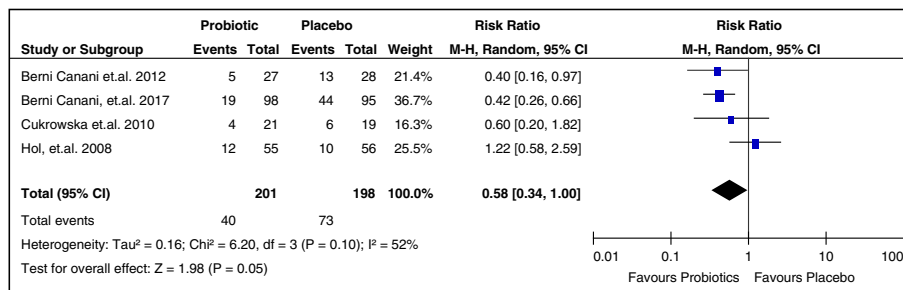 Probiotic Placebo Risk Ratio Risk Ratio
Study or Subgroup Events Total Events Total Weight M-H, Random, 95% CI M-H, Random, 95% CI
Berni Canani et.al. 2012 5 27 13 28 21.4% 0.40 [0.16, 0.97]
Berni Canani, et.al. 2017 19 98 44 95 36.7% 0.42 [0.26, 0.66]
Cukrowska et.al. 2010 4 21 6 19 16.3% 0.60 [0.20, 1.82]
Hol, et.al. 2008 12 55 10 56 25.5% 1.22 [0.58, 2.59]
Total (95% CI) 201 198 100.0% 0.58 [0.34, 1.00]
Total events 40 73
Heterogeneity: Tau² = 0.16; Chi² = 6.20, df = 3 (P = 0.10); I² = 52%
Test for overall effect: Z = 1.98 (P = 0.05)
0.01 0.1 1 10 100
Favours Probiotics Favours Placebo